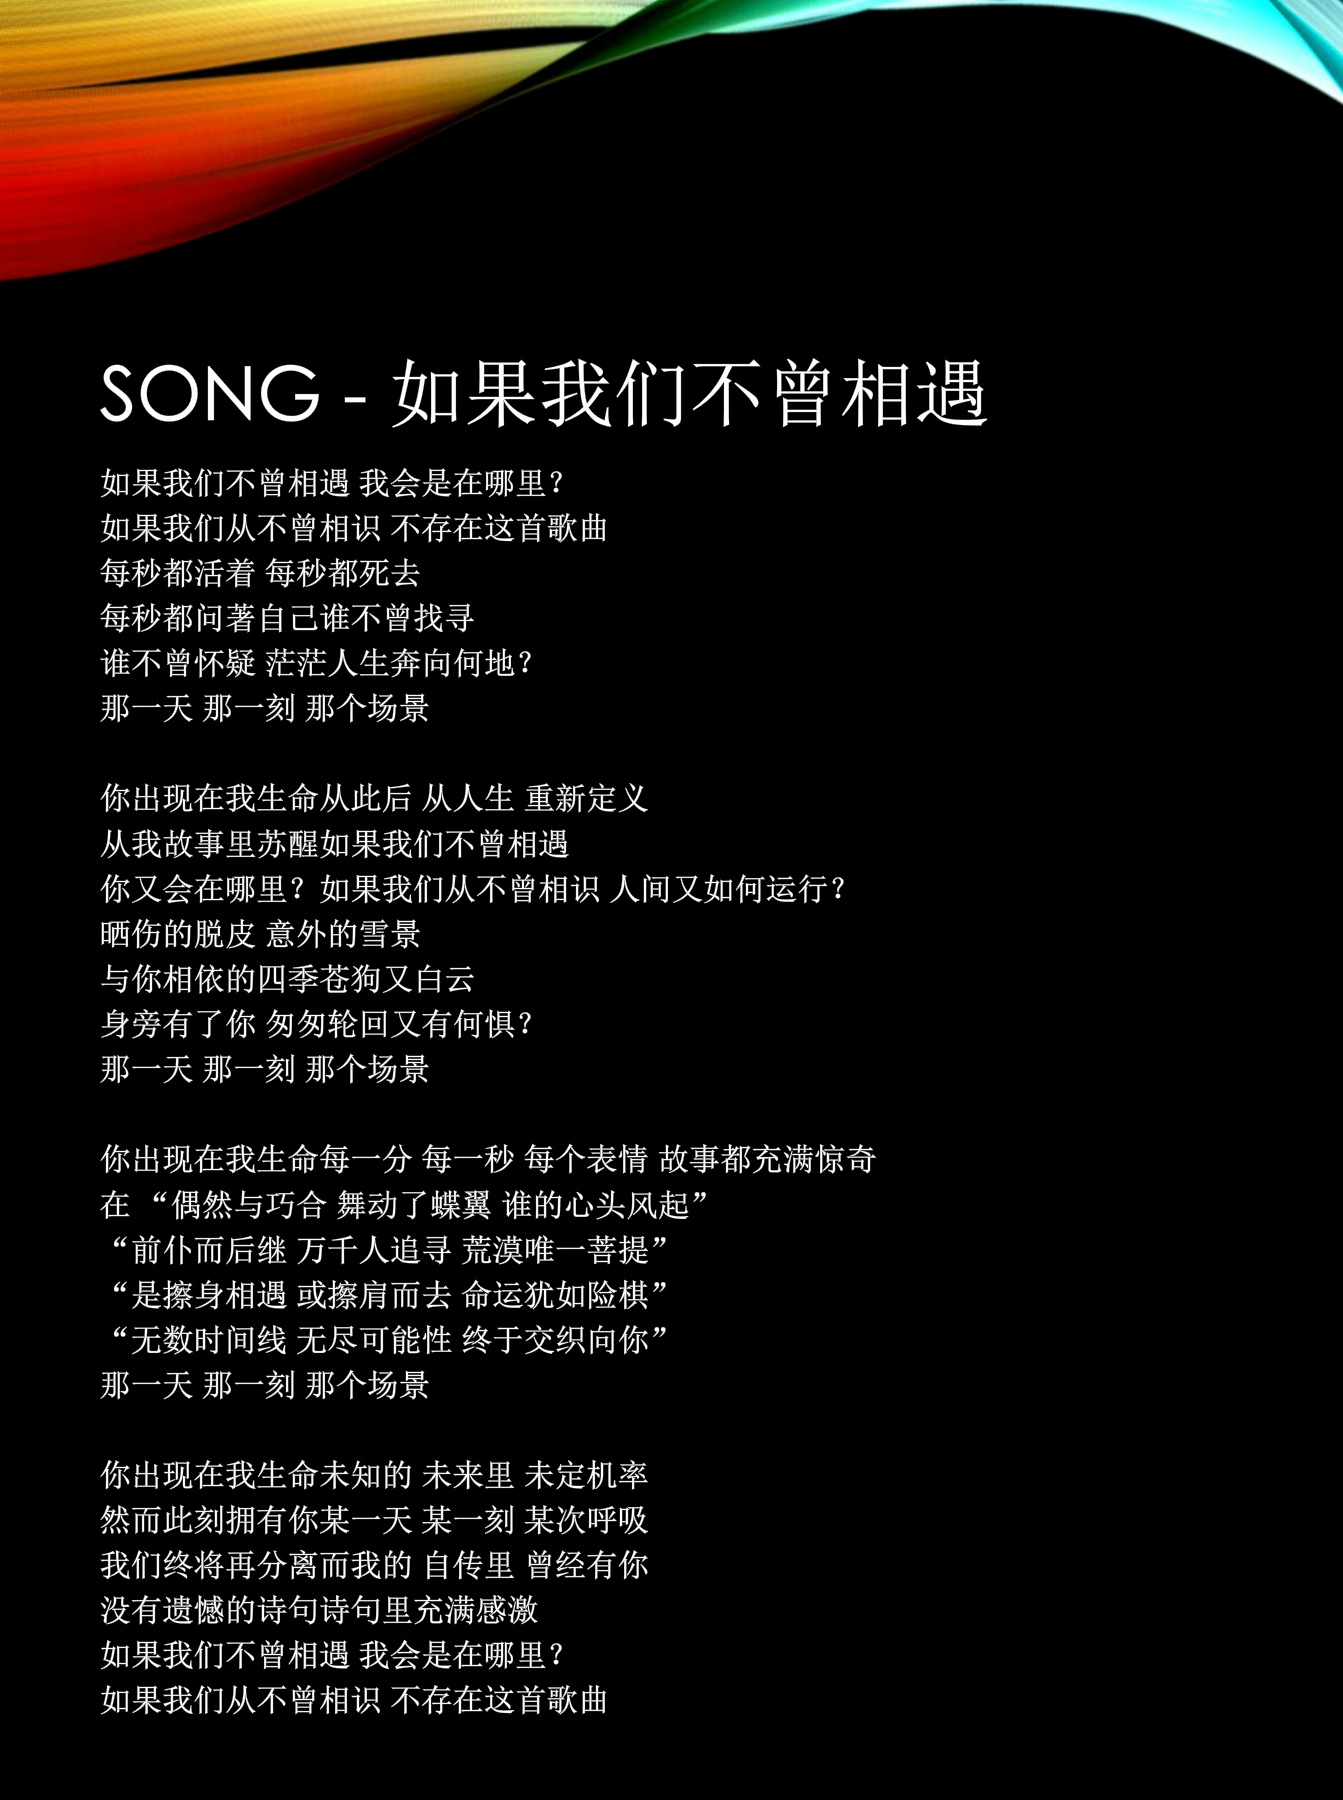 SONG - 如果我们不曾相遇
如果我们不曾相遇 我会是在哪里?
如果我们从不曾相识 不存在这首歌曲
每秒都活着 每秒都死去
每秒都问著自己谁不曾找寻
谁不曾怀疑 茫茫人生奔向何地?
那一天 那一刻 那个场景
你出现在我生命从此后 从人生 重新定义
从我故事里苏醒如果我们不曾相遇
你又会在哪里? 如果我们从不曾相识 人间又如何运行?
晒伤的脱皮 意外的雪景
与你相依的四季苍狗又白云
身旁有了你 匆匆轮回又有何惧?
那一天 那一刻 那个场景
你出现在我生命每一分 每一秒 每个表情 故事都充满惊奇
在 “偶然与巧合 舞动了蝶翼 谁的心头风起”
“前仆而后继 万千人追寻 荒漠唯一菩提”
“是擦身相遇 或擦肩而去 命运犹如险棋”
“无数时间线 无尽可能性 终于交织向你”
那一天 那一刻 那个场景
你出现在我生命未知的 未来里 未定机率
然而此刻拥有你某一天 某一刻 某次呼吸
我们终将再分离而我的 自传里 曾经有你
没有遗憾的诗句诗句里充满感激
如果我们不曾相遇 我会是在哪里?
如果我们从不曾相识 不存在这首歌曲